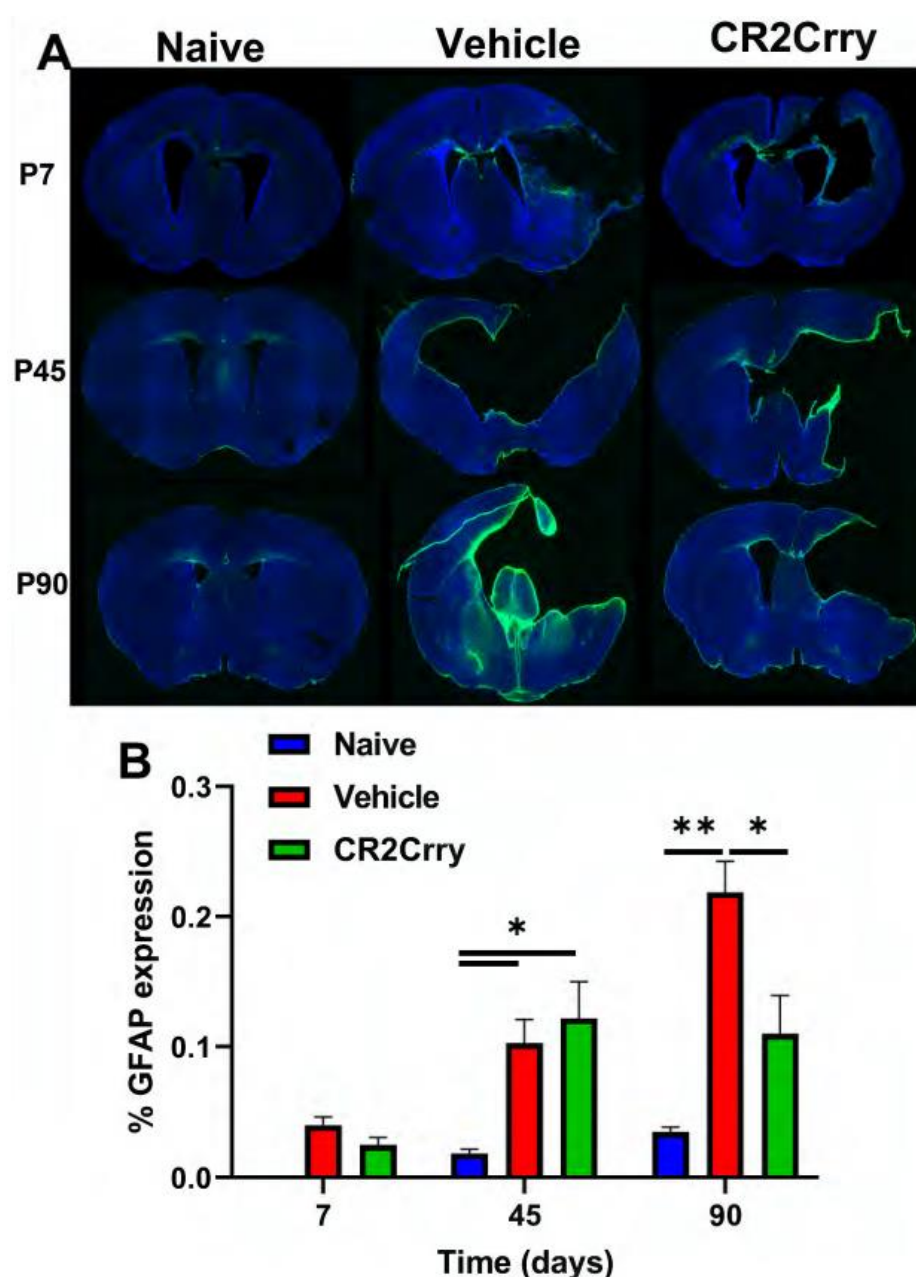 A
Naive
Vehicle
CR2Crry
P7
P45
P90
B
Naive
Vehicle
CR2Crry
% GFAP expression
0.3
0.2
0.1
0.0
*
** *
7 45 90
Time (days)